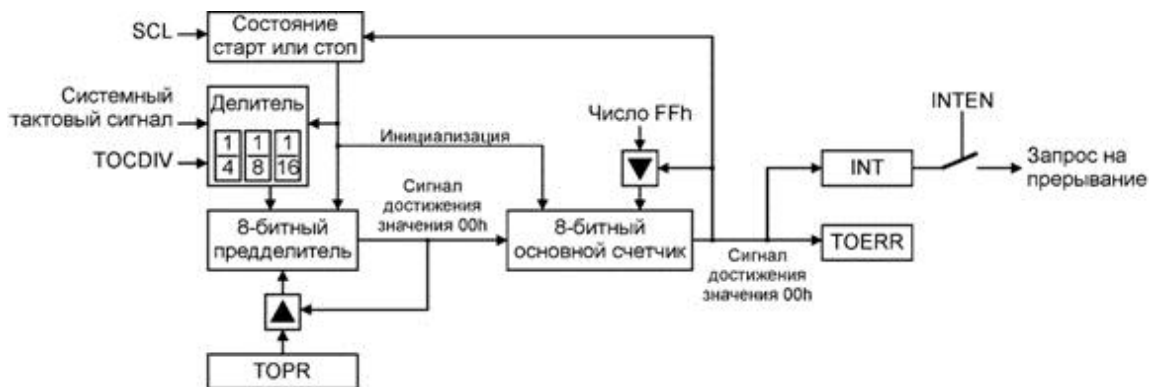 SCL
Состояние
старт или стоп
Системный
тактовый сигнал
TOCDIV
Делитель
1
4
1
8
1
16
Инициализация
Число FFh
INTEN
INT
Запрос на
прерывание
8-битный
предделитель
Сигнал
достижения
значения 00h
8-битный
основной счетчик
Сигнал
достижения
значения 00h
TOERR
TOPR